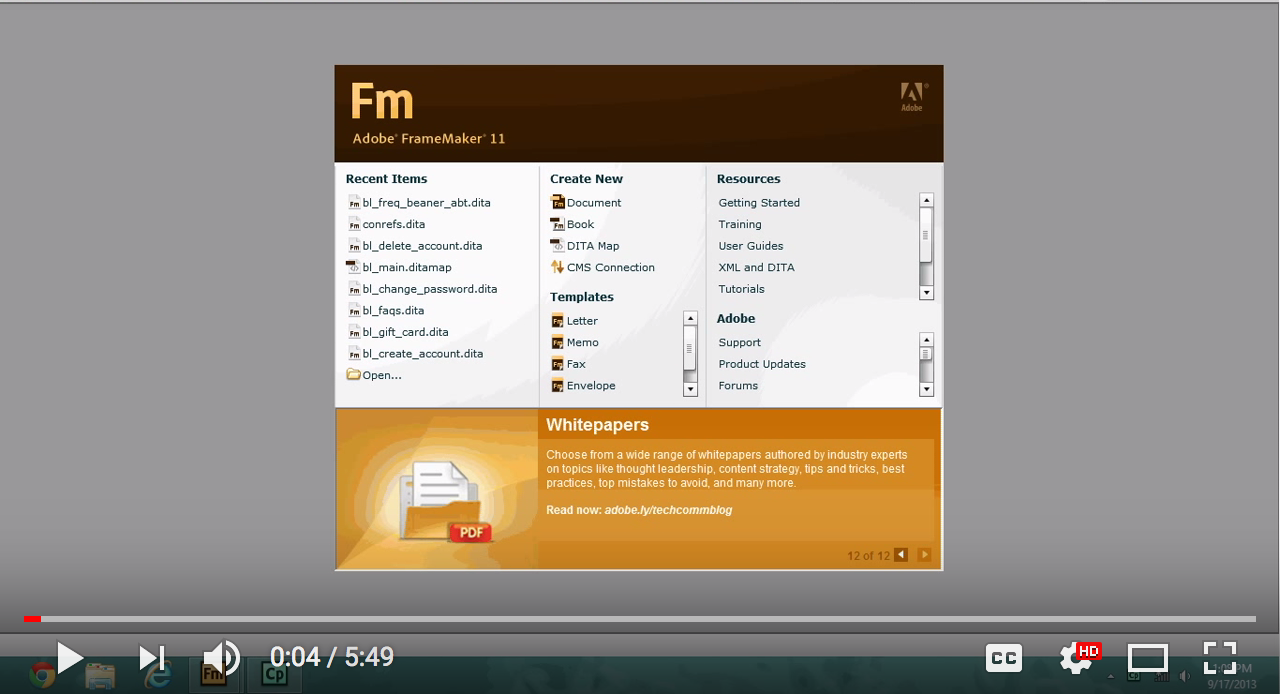 Fm
Adobe® FrameMaker® 11
Adobe
Recent Items
bl_freq_beaner_abt.dita
conrefs.dita
bl_delete_account.dita
bl_main.ditamap
bl_change_password.dita
bl_faqs.dita
bl_gift_card.dita
bl_create_account.dita
Open...
Create New
Document
Book
DITA Map
CMS Connection
Templates
Letter
Memo
Fax
Envelope
Resources
Getting Started
Training
User Guides
XML and DITA
Tutorials
Adobe
Support
Product Updates
Forums
PDF
Whitepapers
Choose from a wide range of whitepapers authored by industry experts
on topics like thought leadership, content strategy, tips and tricks, best
practices, top mistakes to avoid, and many more.
Read now: adobe.ly/techcommblog
12 of 12
0:04 / 5:49
CC
HD
Fm
Cp
PM
9/17/2013